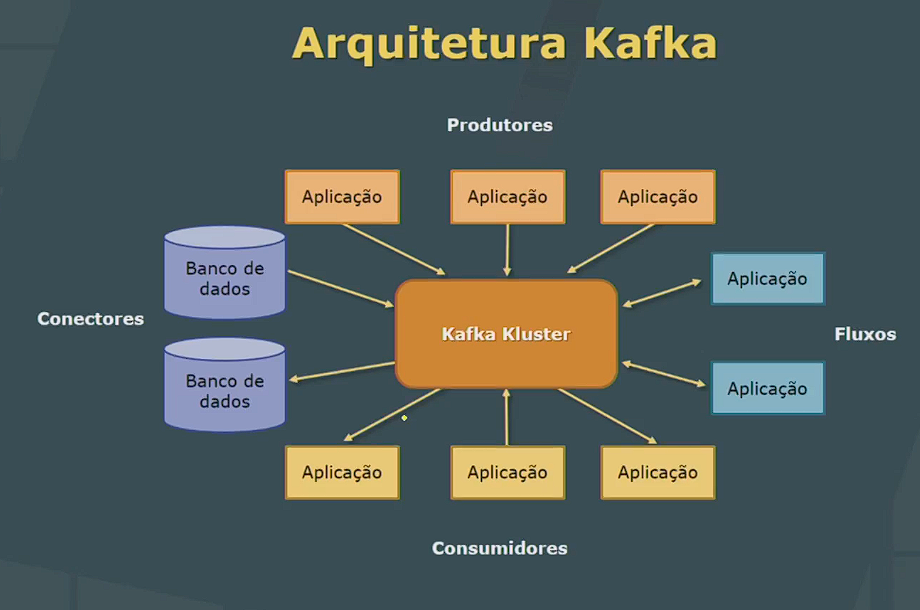 Arquitetura Kafka
Produtores
Aplicação
Aplicação
Aplicação
Banco de
dados
Aplicação
Conectores
Kafka Kluster
Fluxos
Banco de
dados
Aplicação
Aplicação
Aplicação
Aplicação
Consumidores